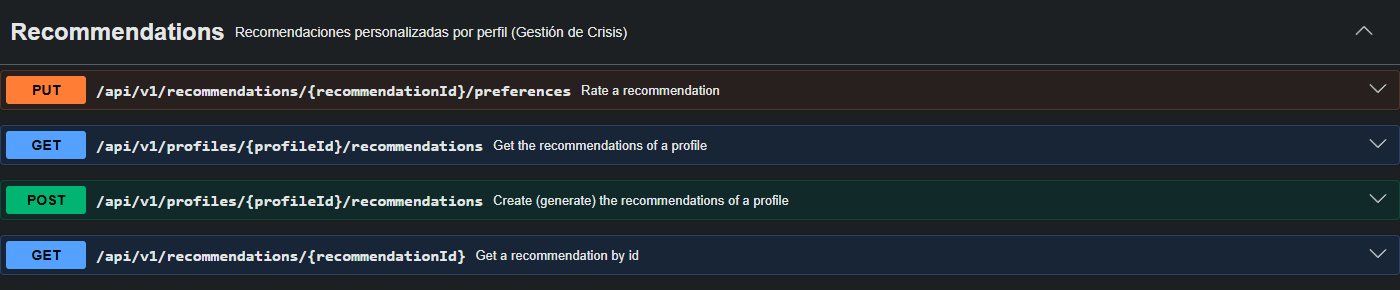 Recommendations Recomendaciones personalizadas por perfil (Gestión de Crisis)
PUT /api/v1/recommendations/{recommendationId}/preferences Rate a recommendation
GET /api/v1/profiles/{profileId}/recommendations Get the recommendations of a profile
POST /api/v1/profiles/{profileId}/recommendations Create (generate) the recommendations of a profile
GET /api/v1/recommendations/{recommendationId} Get a recommendation by id